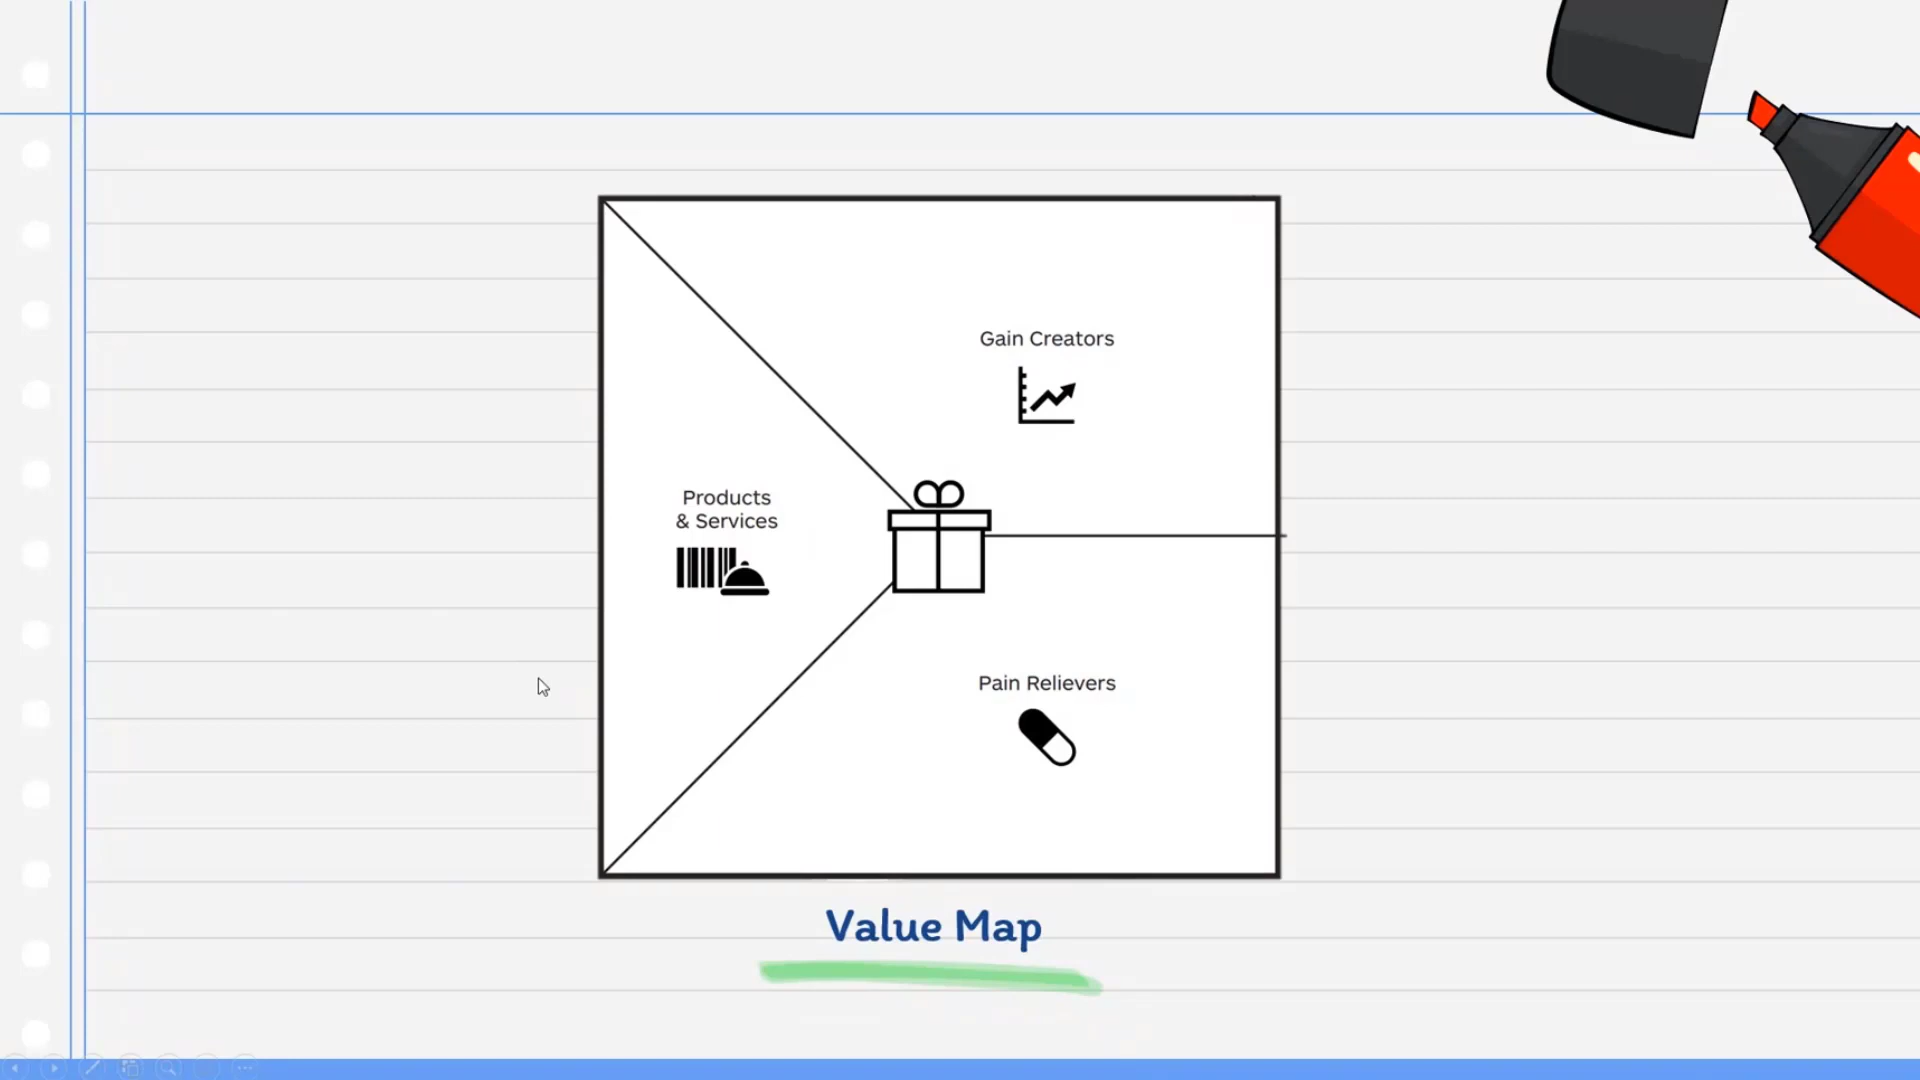 Gain Creators
Products
& Services
Pain Relievers
Value Map